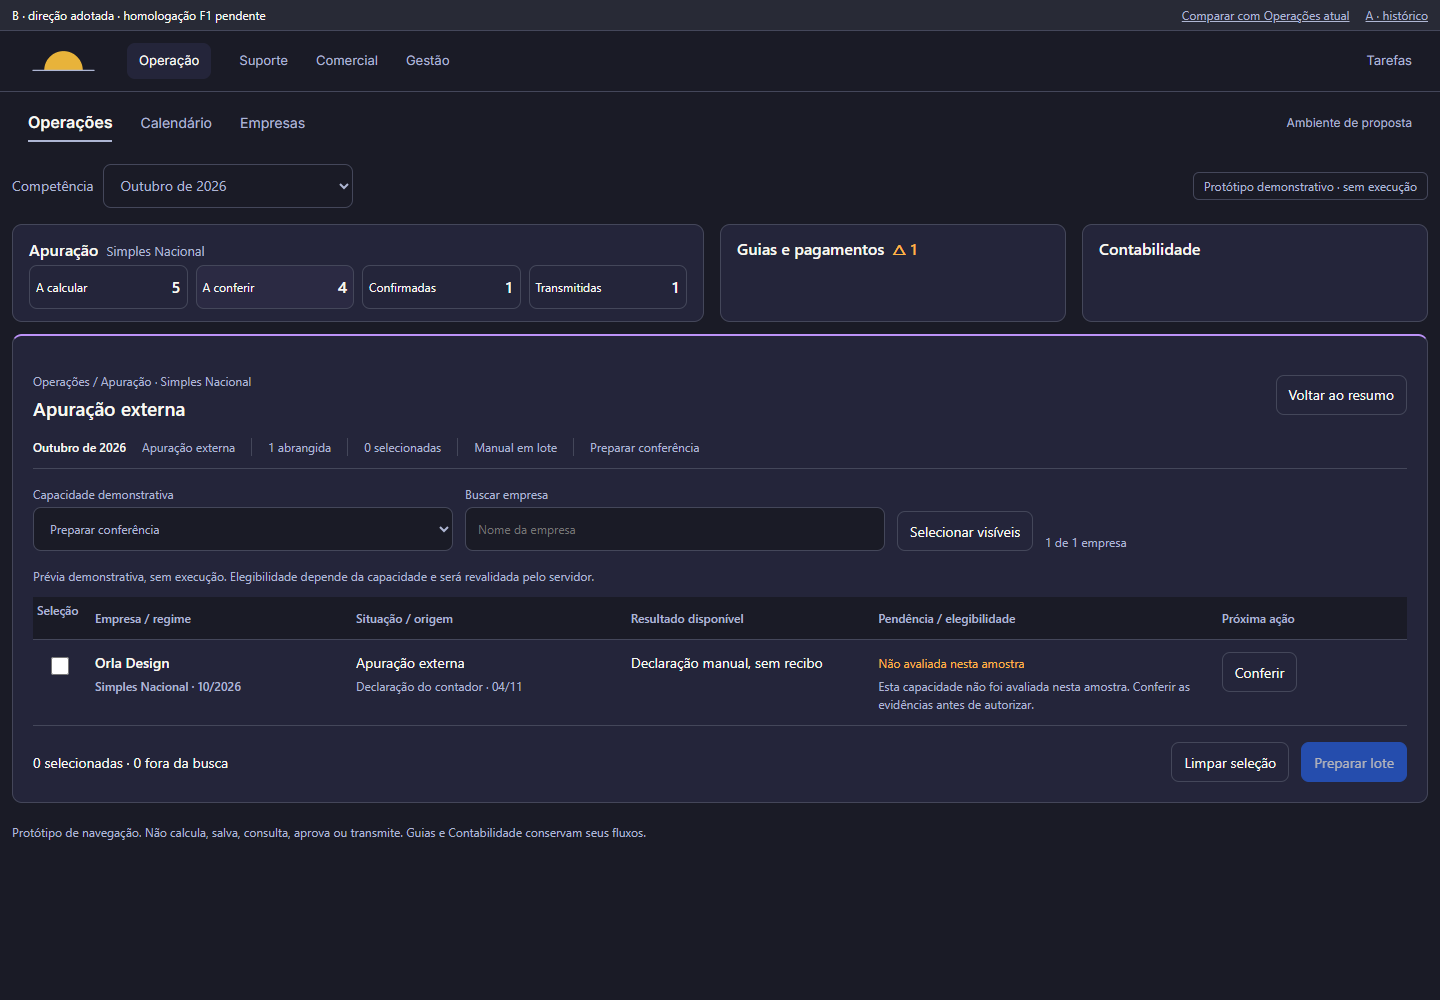 B · direção adotada · homologação F1 pendente
Comparar com Operações atual
A · histórico
Operação
Suporte
Comercial
Gestão
Tarefas
Operações
Calendário
Empresas
Ambiente de proposta
Competência
Outubro de 2026
Protótipo demonstrativo · sem execução
Apuração Simples Nacional
A calcular 5
A conferir 4
Confirmadas 1
Transmitidas 1
Guias e pagamentos △ 1
Contabilidade
Operações / Apuração · Simples Nacional
Apuração externa
Voltar ao resumo
Outubro de 2026 Apuração externa 1 abrangida 0 selecionadas Manual em lote Preparar conferência
Capacidade demonstrativa
Preparar conferência
Buscar empresa
Nome da empresa
Selecionar visíveis
1 de 1 empresa
Prévia demonstrativa, sem execução. Elegibilidade depende da capacidade e será revalidada pelo servidor.
Seleção Empresa / regime Situação / origem Resultado disponível Pendência / elegibilidade Próxima ação
Orla Design
Simples Nacional · 10/2026
Apuração externa
Declaração do contador · 04/11
Declaração manual, sem recibo
Não avaliada nesta amostra
Esta capacidade não foi avaliada nesta amostra. Conferir as
evidências antes de autorizar.
Conferir
0 selecionadas · 0 fora da busca
Limpar seleção
Preparar lote
Protótipo de navegação. Não calcula, salva, consulta, aprova ou transmite. Guias e Contabilidade conservam seus fluxos.